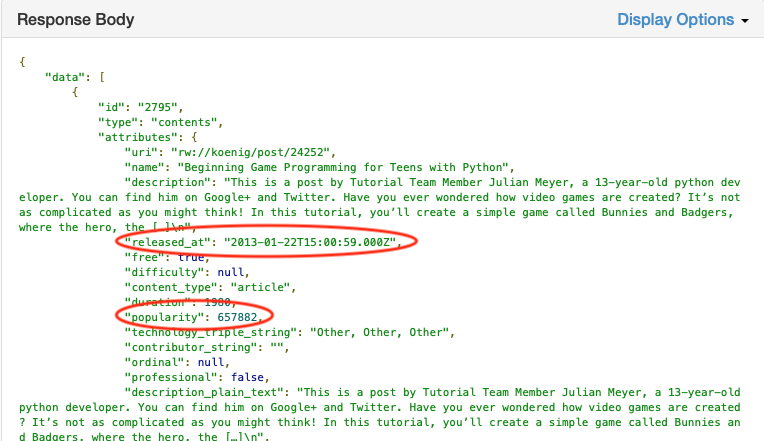 Response Body
Display Options
{
"data": [
{
"id": "2795",
"type": "contents",
"attributes": {
"uri": "rw://koenig/post/24252",
"name": "Beginning Game Programming for Teens with Python",
"description": "This is a post by Tutorial Team Member Julian Meyer, a 13-year-old python dev
eloper. You can find him on Google+ and Twitter. Have you ever wondered how video games are created? It’s not
as complicated as you might think! In this tutorial, you’ll create a simple game called Bunnies and Badgers,
where the hero, the […]\n",
"released_at": "2013-01-22T15:00:59.000Z",
"free": true,
"difficulty": null,
"content_type": "article",
"duration": 1980,
"popularity": 657882,
"technology_triple_string": "Other, Other, Other",
"contributor_string": "",
"ordinal": null,
"professional": false,
"description_plain_text": "This is a post by Tutorial Team Member Julian Meyer, a 13-year-old
python developer. You can find him on Google+ and Twitter. Have you ever wondered how video games are created
? It’s not as complicated as you might think! In this tutorial, you’ll create a simple game called Bunnies an
d Badgers, where the hero, the […]\n",